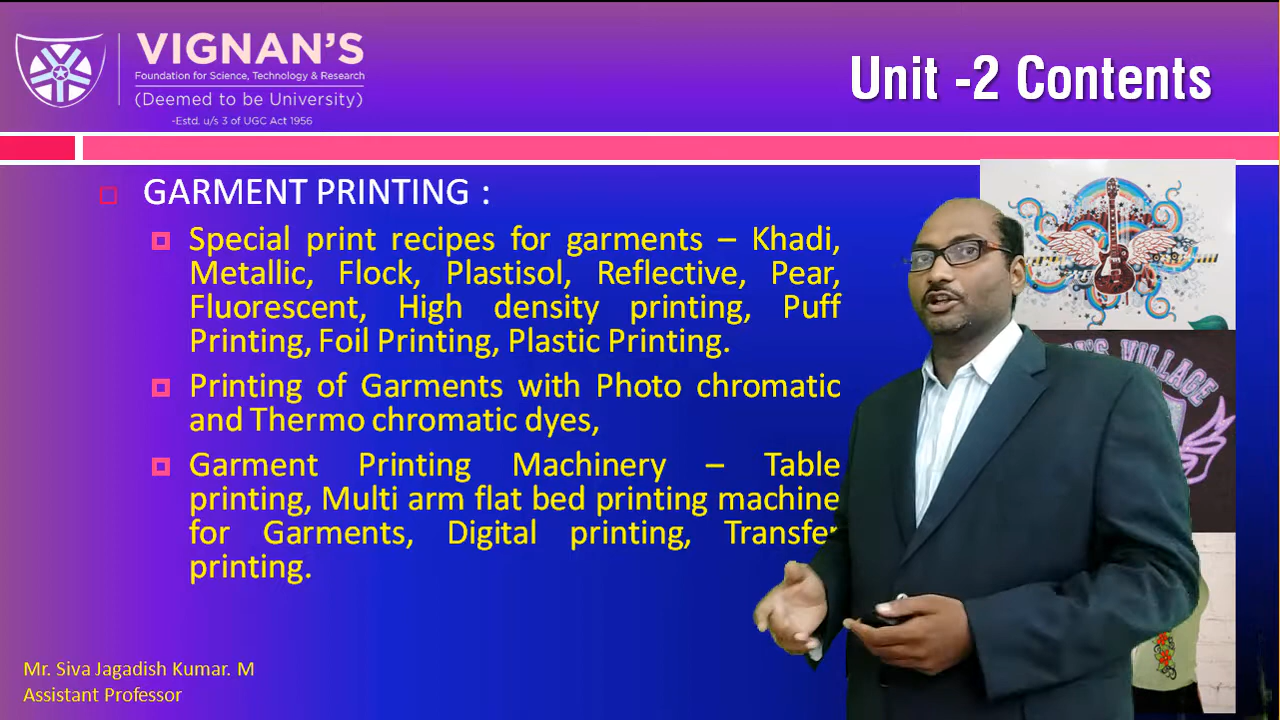 VIGNAN'S
Foundation for Science, Technology & Research
(Deemed to be University)
-Estd. u/s 3 of UGC Act 1956
Unit -2 Contents
GARMENT PRINTING :
Special print recipes for garments – Khadi,
Metallic, Flock, Plastisol, Reflective, Pear,
Fluorescent, High density printing, Puff
Printing, Foil Printing, Plastic Printing.
Printing of Garments with Photo chromatic
and Thermo chromatic dyes,
Garment Printing Machinery – Table
printing, Multi arm flat bed printing machine
for Garments, Digital printing, Transfer
printing.
VILLAGE
Mr. Siva Jagadish Kumar. M
Assistant Professor